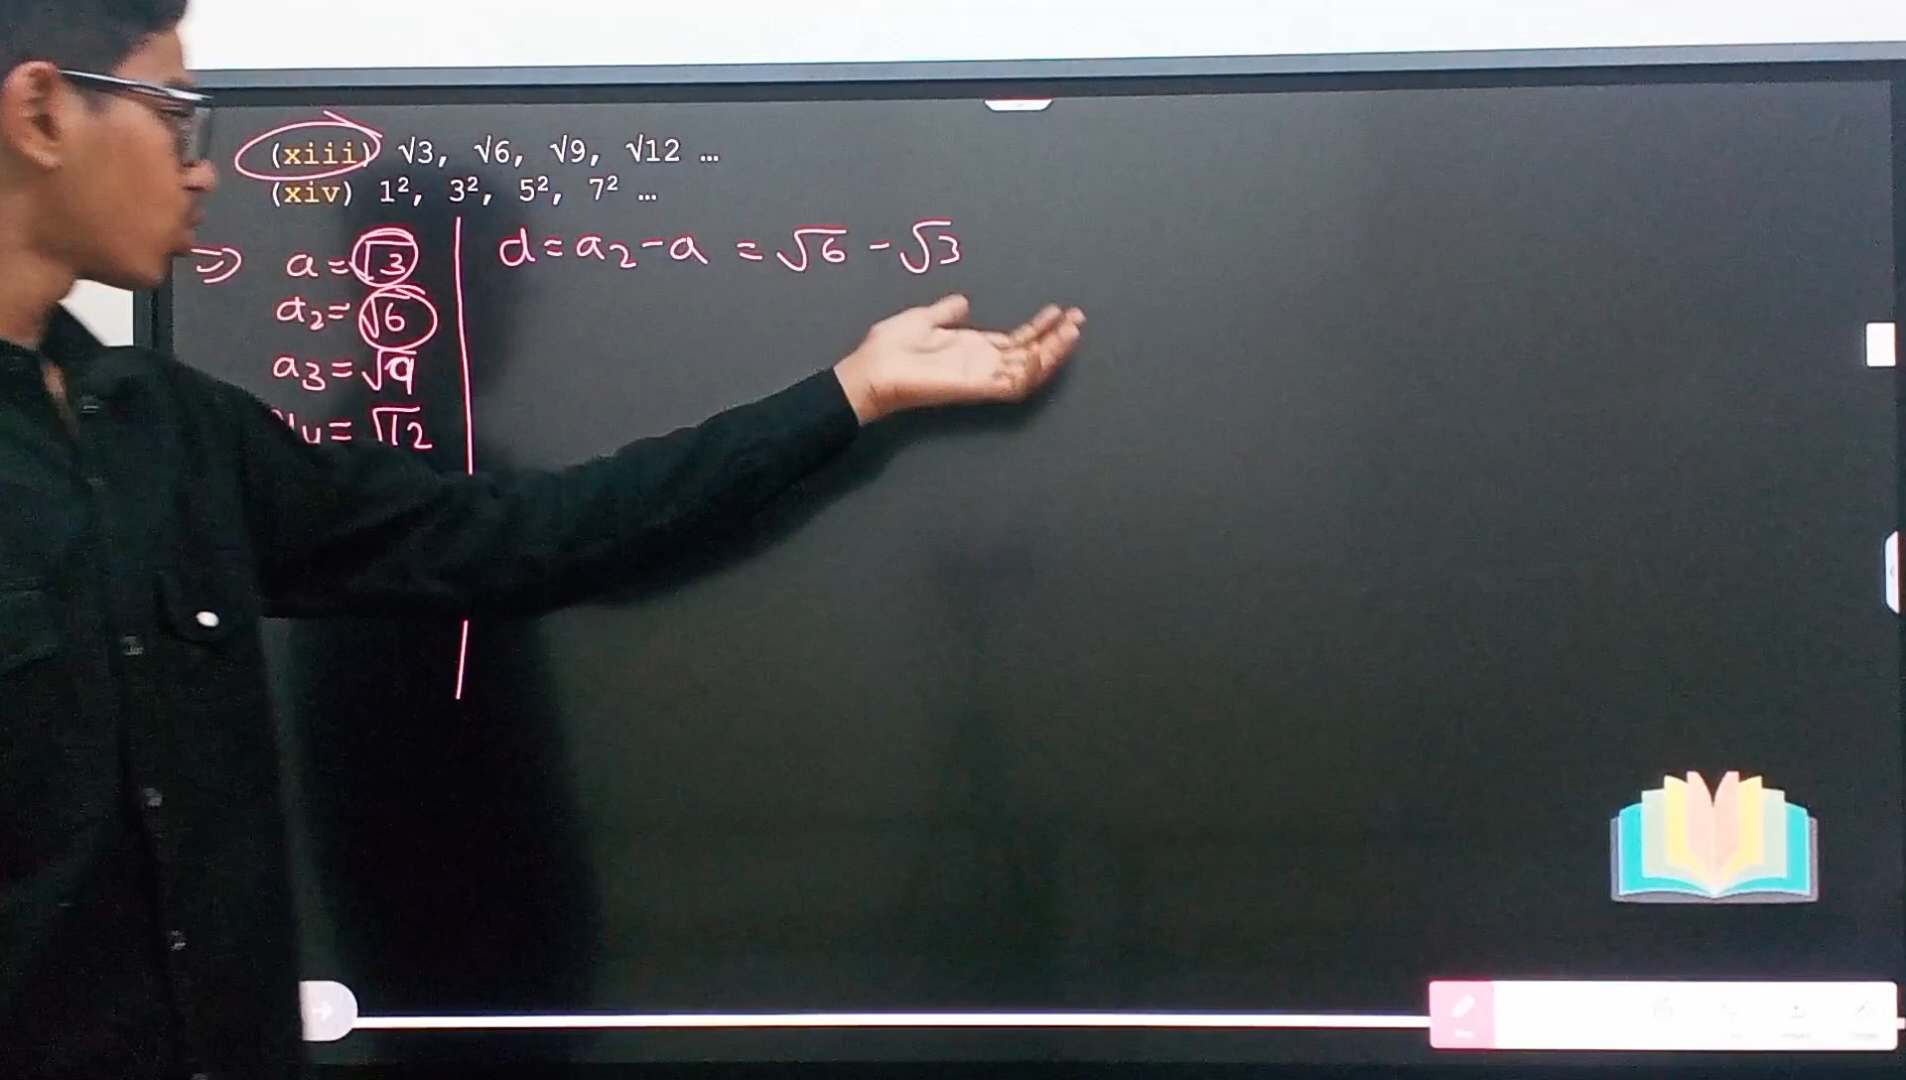 (xiii) √3, √6, √9, √12 …
(xiv) 1², 3², 5², 7² …
⇒ a = √3
a₂ = √6
a₃ = √9
= √12
d = a₂ - a = √6 - √3